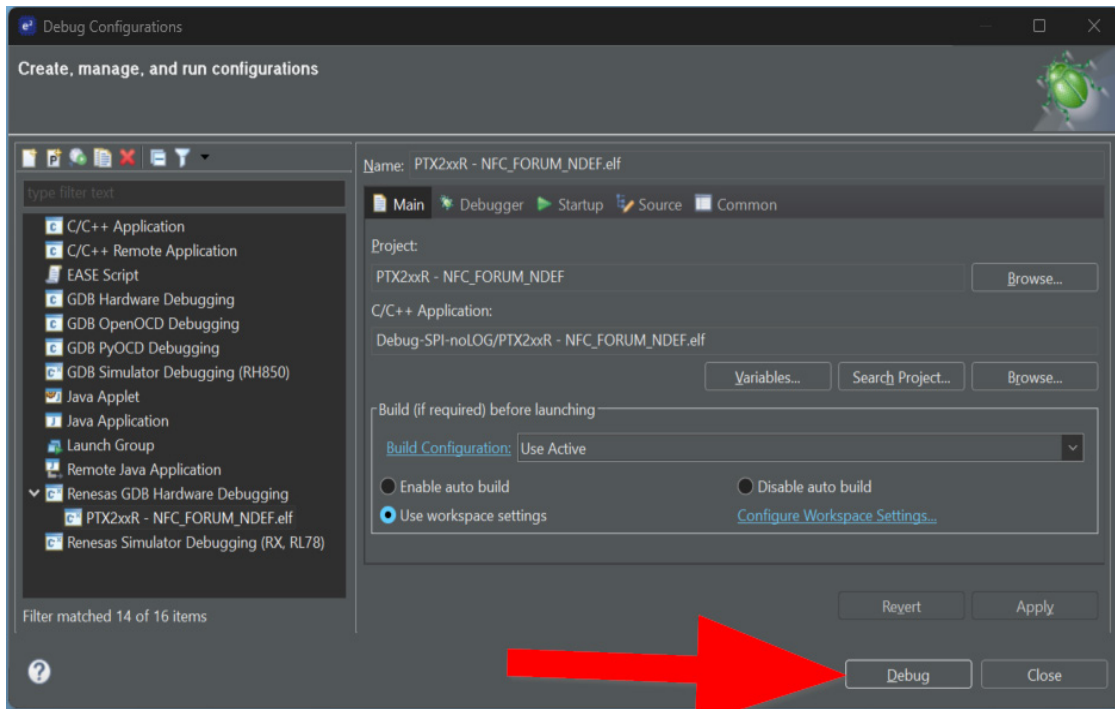 Debug Configurations
Create, manage, and run configurations
type filter text
C/C++ Application
C/C++ Remote Application
EASE Script
GDB Hardware Debugging
GDB OpenOCD Debugging
GDB PyOCD Debugging
GDB Simulator Debugging (RH850)
Java Applet
Java Application
Launch Group
Remote Java Application
Renesas GDB Hardware Debugging
PTX2xxR - NFC_FORUM_NDEF.elf
Renesas Simulator Debugging (RX, RL78)
Filter matched 14 of 16 items
Name: PTX2xxR - NFC_FORUM_NDEF.elf
Main Debugger Startup Source Common
Project:
PTX2xxR - NFC_FORUM_NDEF Browse...
C/C++ Application:
Debug-SPI-noLOG/PTX2xxR - NFC_FORUM_NDEF.elf
Variables... Search Project... Browse...
Build (if required) before launching
Build Configuration: Use Active
Enable auto build Disable auto build
Use workspace settings Configure Workspace Settings...
Revert Apply
Debug Close